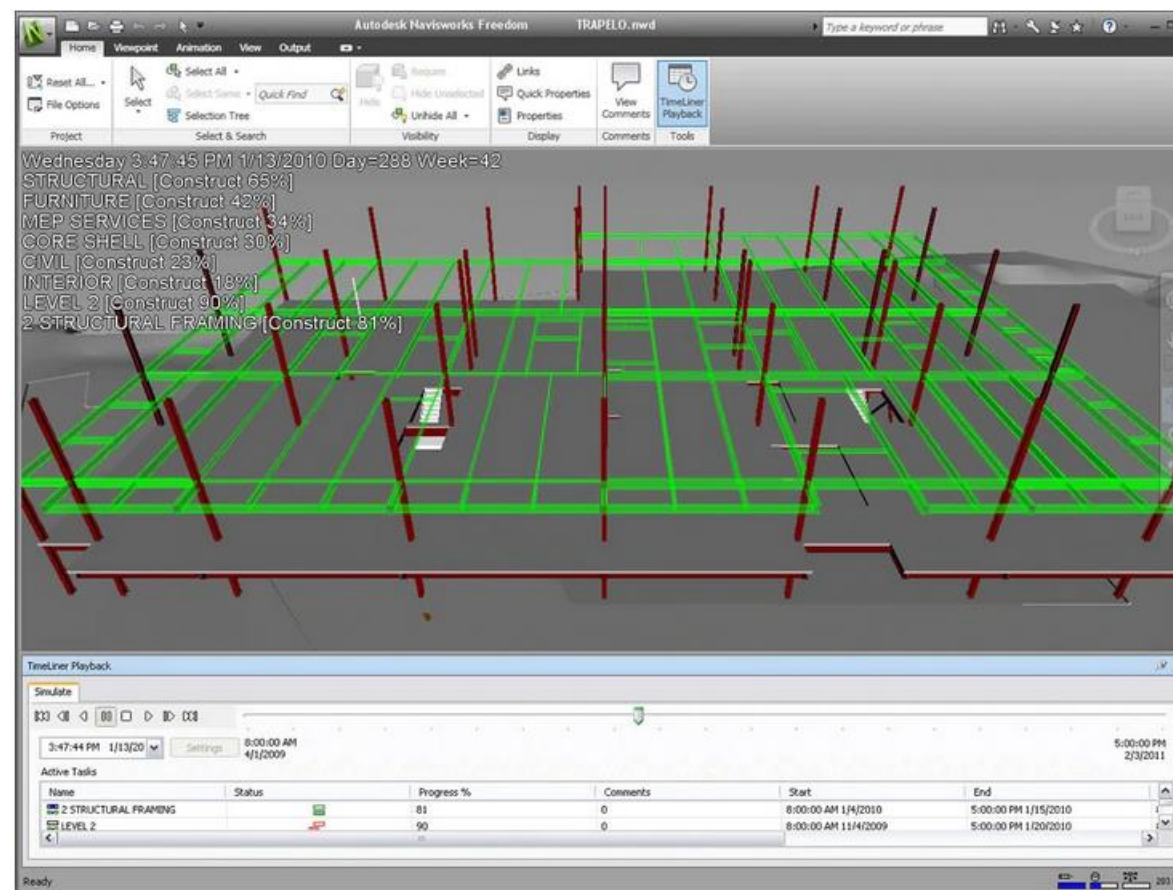 Autodesk Navisworks Freedom TRAPELO.nwd
Type a keyword or phrase
Home Viewpoint Animation View Output
Reset All...
File Options
Project
Select
Select All
Select Same
Quick Find
Selection Tree
Select & Search
Hide
Require
Hide Unselected
Unhide All
Visibility
Links
Quick Properties
Properties
Display
View Comments
Comments
TimeLiner Playback
Tools
Wednesday 3:47:45 PM 1/13/2010 Day=288 Week=42
STRUCTURAL [Construct 65%]
FURNITURE [Construct 42%]
MEP SERVICES [Construct 34%]
CORE SHELL [Construct 30%]
CIVIL [Construct 23%]
INTERIOR [Construct 18%]
LEVEL 2 [Construct 90%]
2 STRUCTURAL FRAMING [Construct 81%]
TimeLiner Playback
Simulate
3:47:44 PM 1/13/20
Settings
8:00:00 AM
4/1/2009
5:00:00 PM
2/3/2011
Active Tasks
Name Status Progress % Comments Start End
2 STRUCTURAL FRAMING 81 0 8:00:00 AM 1/4/2010 5:00:00 PM 1/15/2010
LEVEL 2 90 0 8:00:00 AM 11/4/2009 5:00:00 PM 1/20/2010
Ready